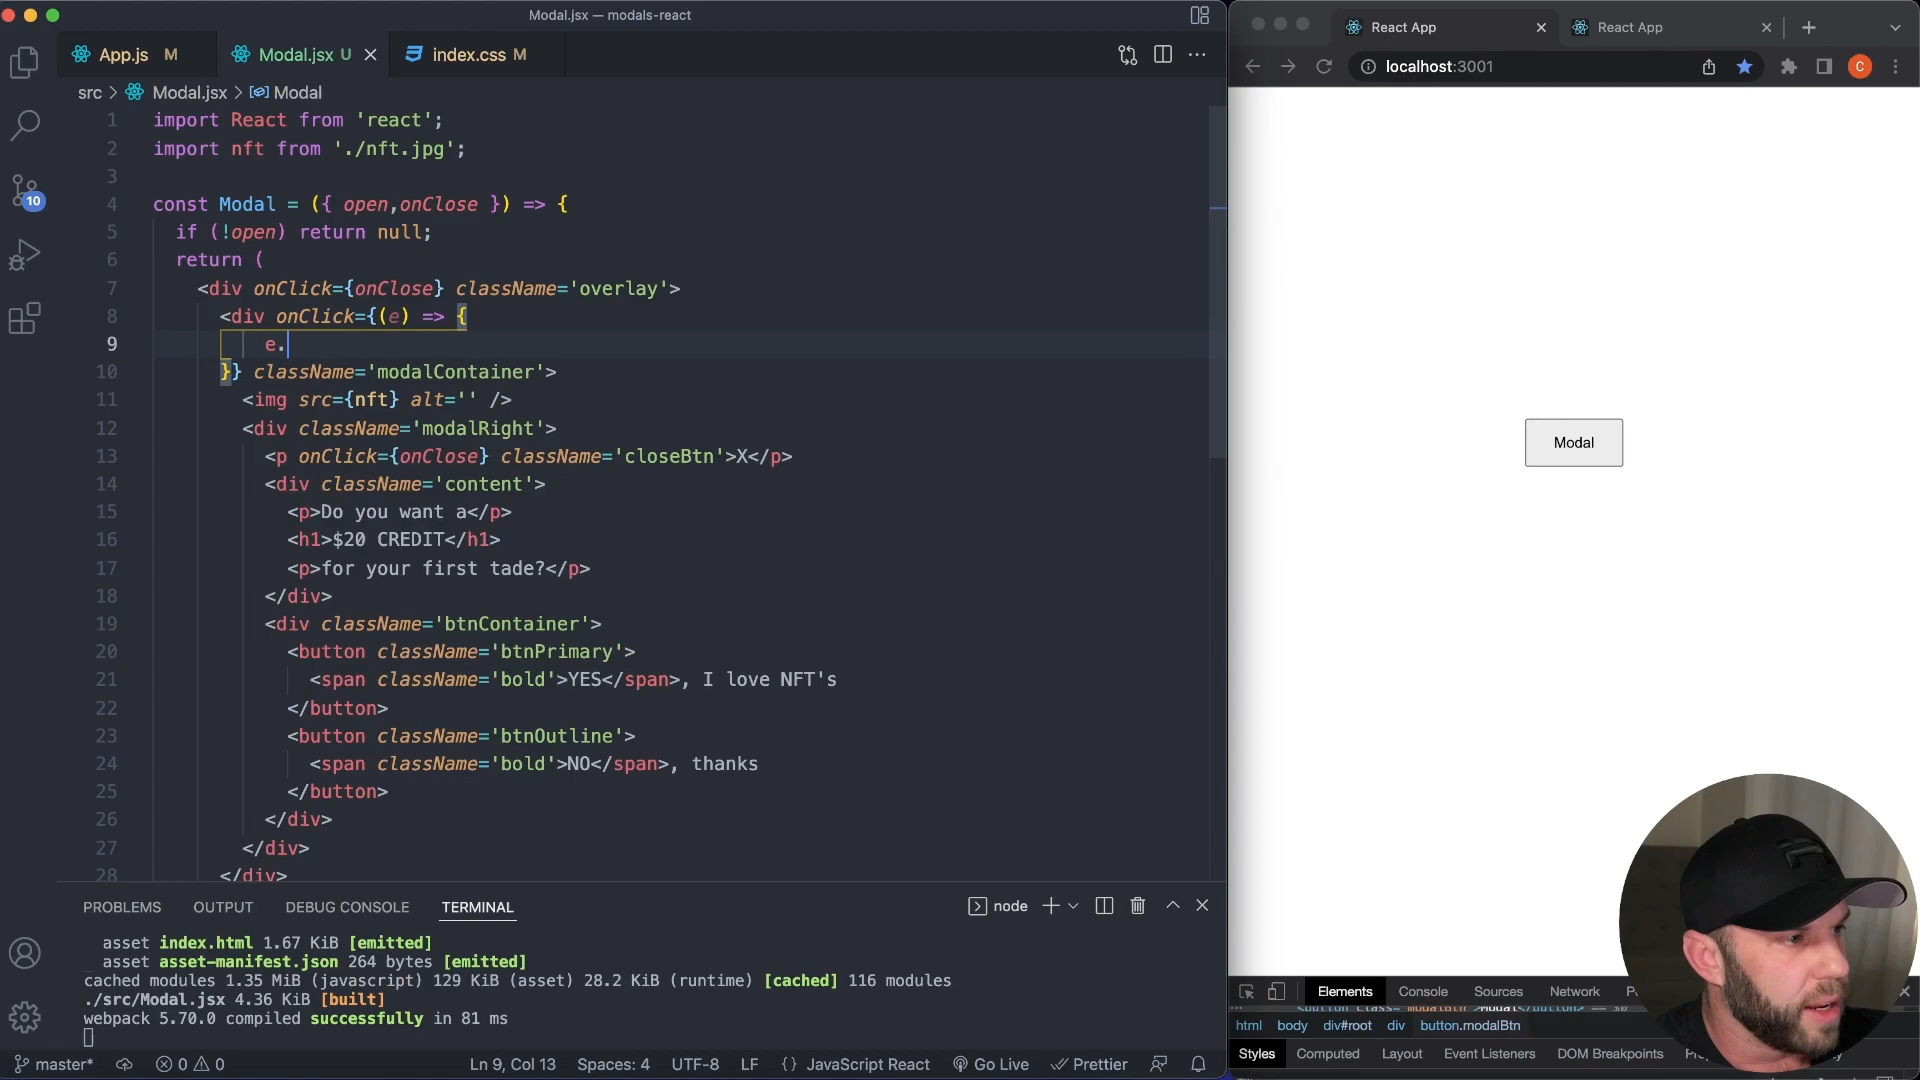 Modal.jsx — modals-react
App.js M
Modal.jsx U
index.css M
src > Modal.jsx > Modal
1 import React from 'react';
2 import nft from './nft.jpg';
3
4 const Modal = ({ open,onClose }) => {
5 if (!open) return null;
6 return (
7 <div onClick={onClose} className='overlay'>
8 <div onClick={(e) => {
9 e.
10 }} className='modalContainer'>
11 <img src={nft} alt='' />
12 <div className='modalRight'>
13 <p onClick={onClose} className='closeBtn'>X</p>
14 <div className='content'>
15 <p>Do you want a</p>
16 <h1>$20 CREDIT</h1>
17 <p>for your first tade?</p>
18 </div>
19 <div className='btnContainer'>
20 <button className='btnPrimary'>
21 <span className='bold'>YES</span>, I love NFT's
22 </button>
23 <button className='btnOutline'>
24 <span className='bold'>NO</span>, thanks
25 </button>
26 </div>
27 </div>
28 </div>
10
PROBLEMS OUTPUT DEBUG CONSOLE TERMINAL
node
asset index.html 1.67 KiB [emitted]
asset asset-manifest.json 264 bytes [emitted]
cached modules 1.35 MiB (javascript) 129 KiB (asset) 28.2 KiB (runtime) [cached] 116 modules
./src/Modal.jsx 4.36 KiB [built]
webpack 5.70.0 compiled successfully in 81 ms
master* 0 0 Ln 9, Col 13 Spaces: 4 UTF-8 LF {} JavaScript React Go Live Prettier
React App
React App
localhost:3001
C
Modal
Elements Console Sources Network
html body div#root div button.modalBtn
Styles Computed Layout Event Listeners DOM Breakpoints